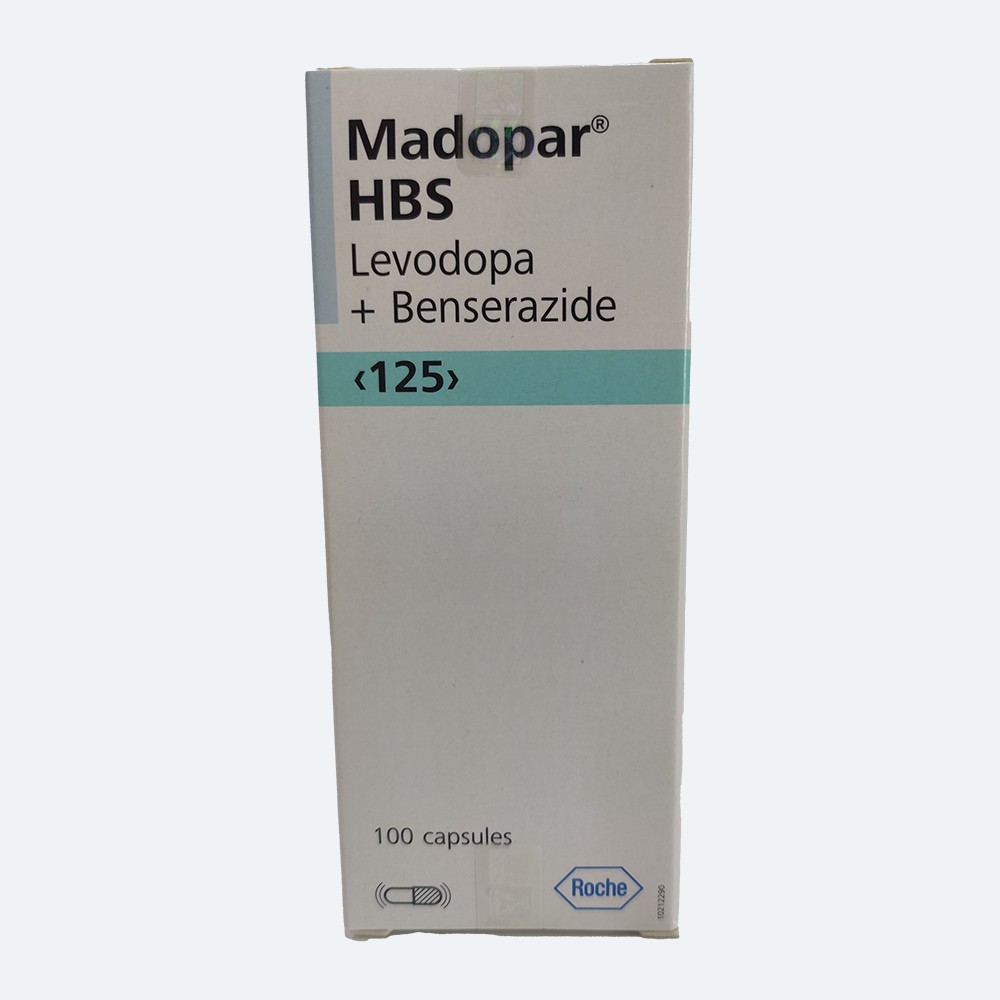 Madopar®
HBS
Levodopa
+ Benserazide
‹125›
100 capsules
Roche
10212290